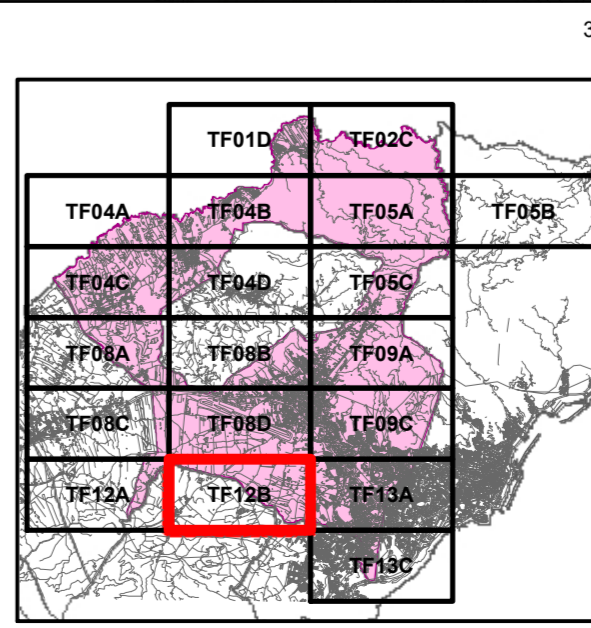 3
TF01D TF02C
TF04A TF04B TF05A TF05B
TF04C TF04D TF05C
TF08A TF08B TF09A
TF08C TF08D TF09C
TF12A TF12B TF13A
TF13C